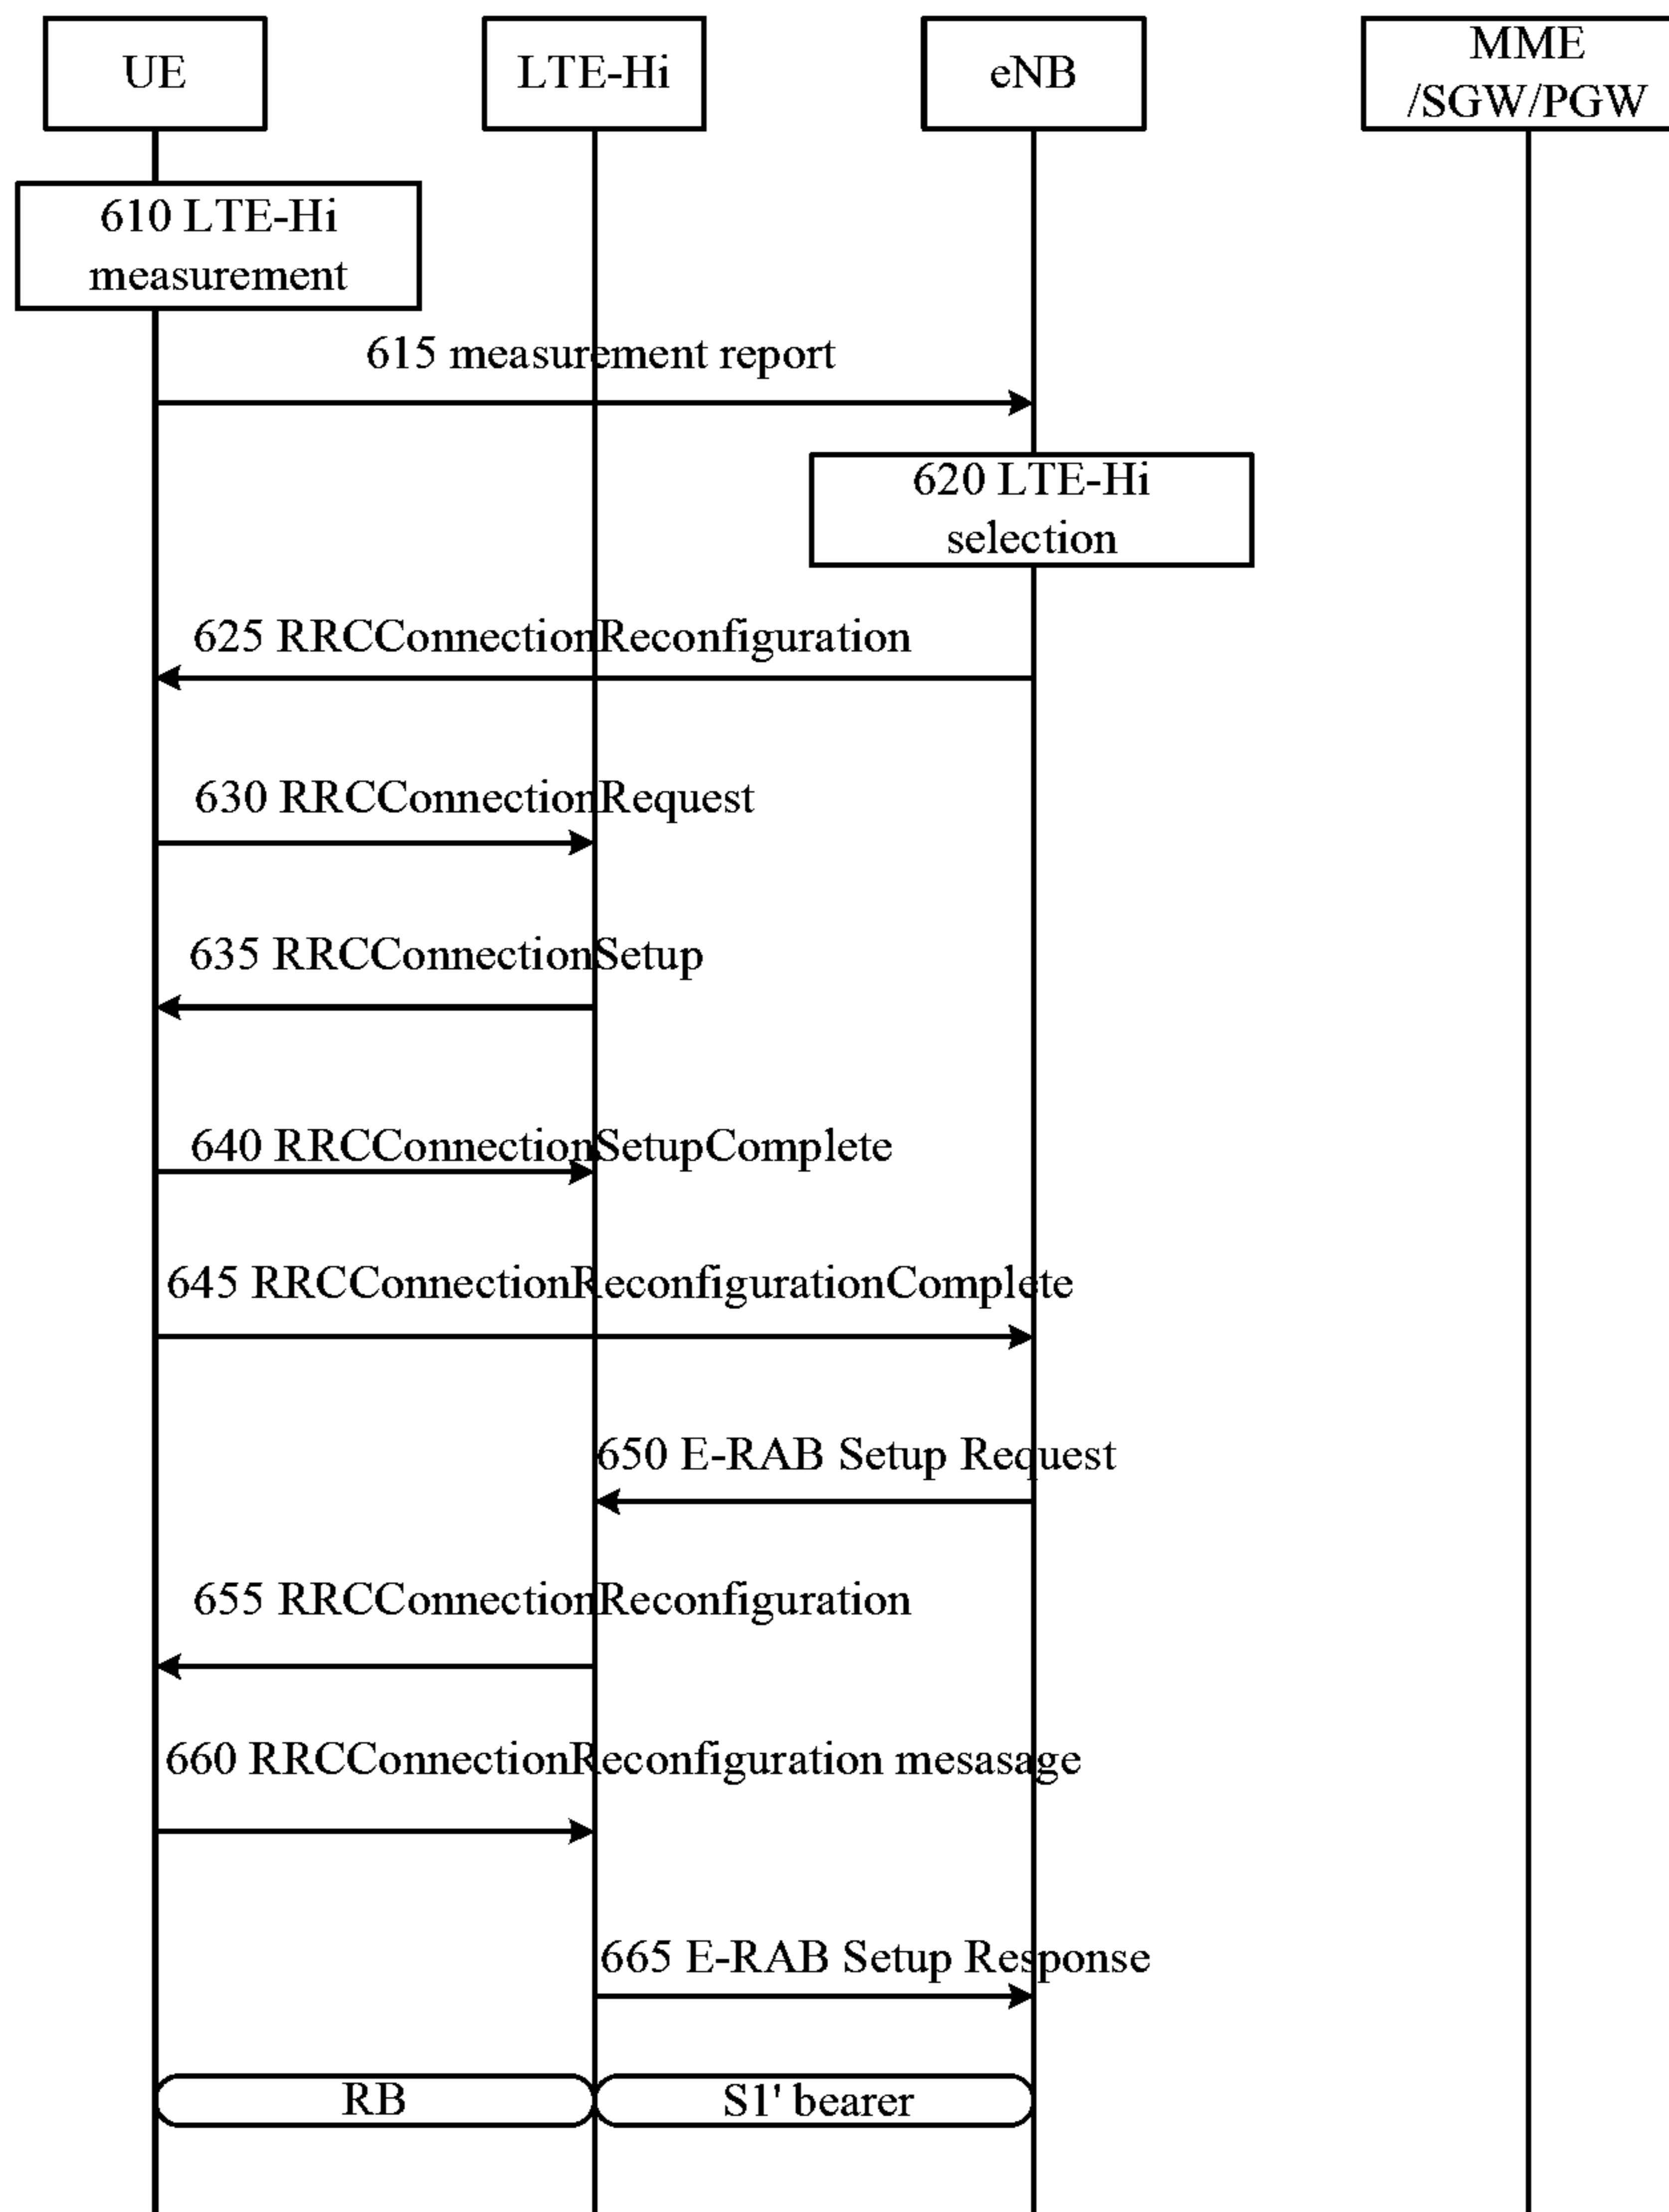 UE
LTE-Hi
eNB
MME
/SGW/PGW
610 LTE-Hi
measurement
615 measurement report
620 LTE-Hi
selection
625 RRCConnectionReconfiguration
630 RRCConnectionRequest
635 RRCConnectionSetup
640 RRCConnectionSetupComplete
645 RRCConnectionReconfigurationComplete
650 E-RAB Setup Request
655 RRCConnectionReconfiguration
660 RRCConnectionReconfiguration mesasage
665 E-RAB Setup Response
RB
S1' bearer